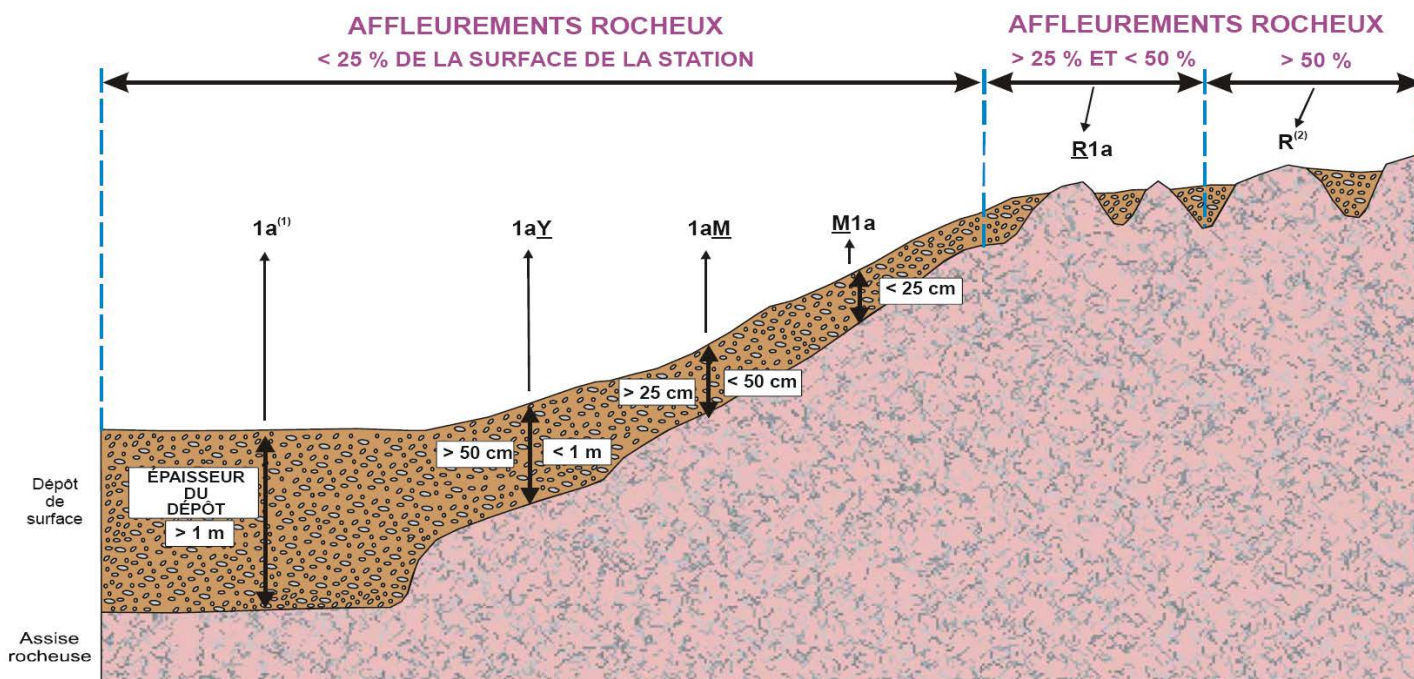 AFFLEUREMENTS ROCHEUX
< 25 % DE LA SURFACE DE LA STATION
AFFLEUREMENTS ROCHEUX
> 25 % ET < 50 %
> 50 %
R1a
R(2)
1a(1)
1aY
1aM
M1a
< 25 cm
> 25 cm
< 50 cm
> 50 cm
< 1 m
ÉPAISSEUR
DU
DÉPÔT
> 1 m
Dépôt
de
surface
Assise
rocheuse